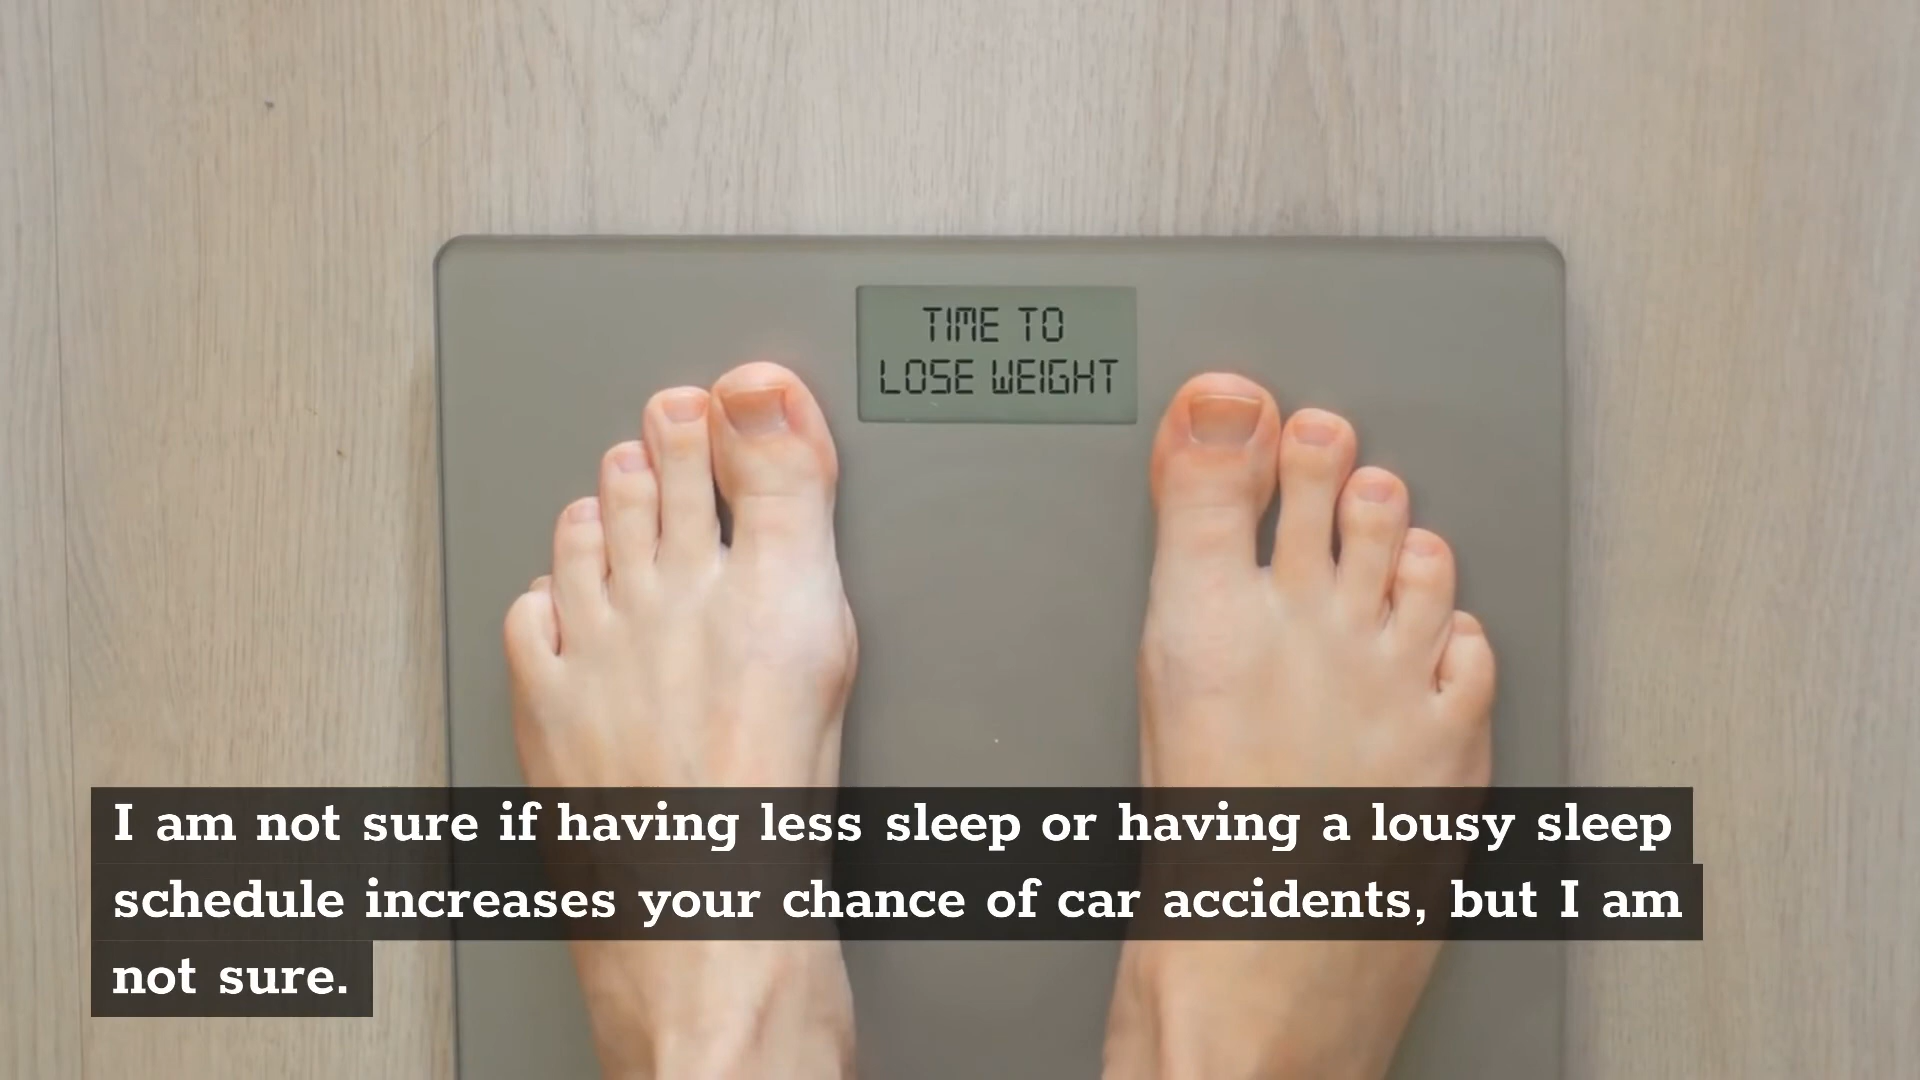 TIME TO
LOSE WEIGHT
I am not sure if having less sleep or having a lousy sleep
schedule increases your chance of car accidents, but I am
not sure.